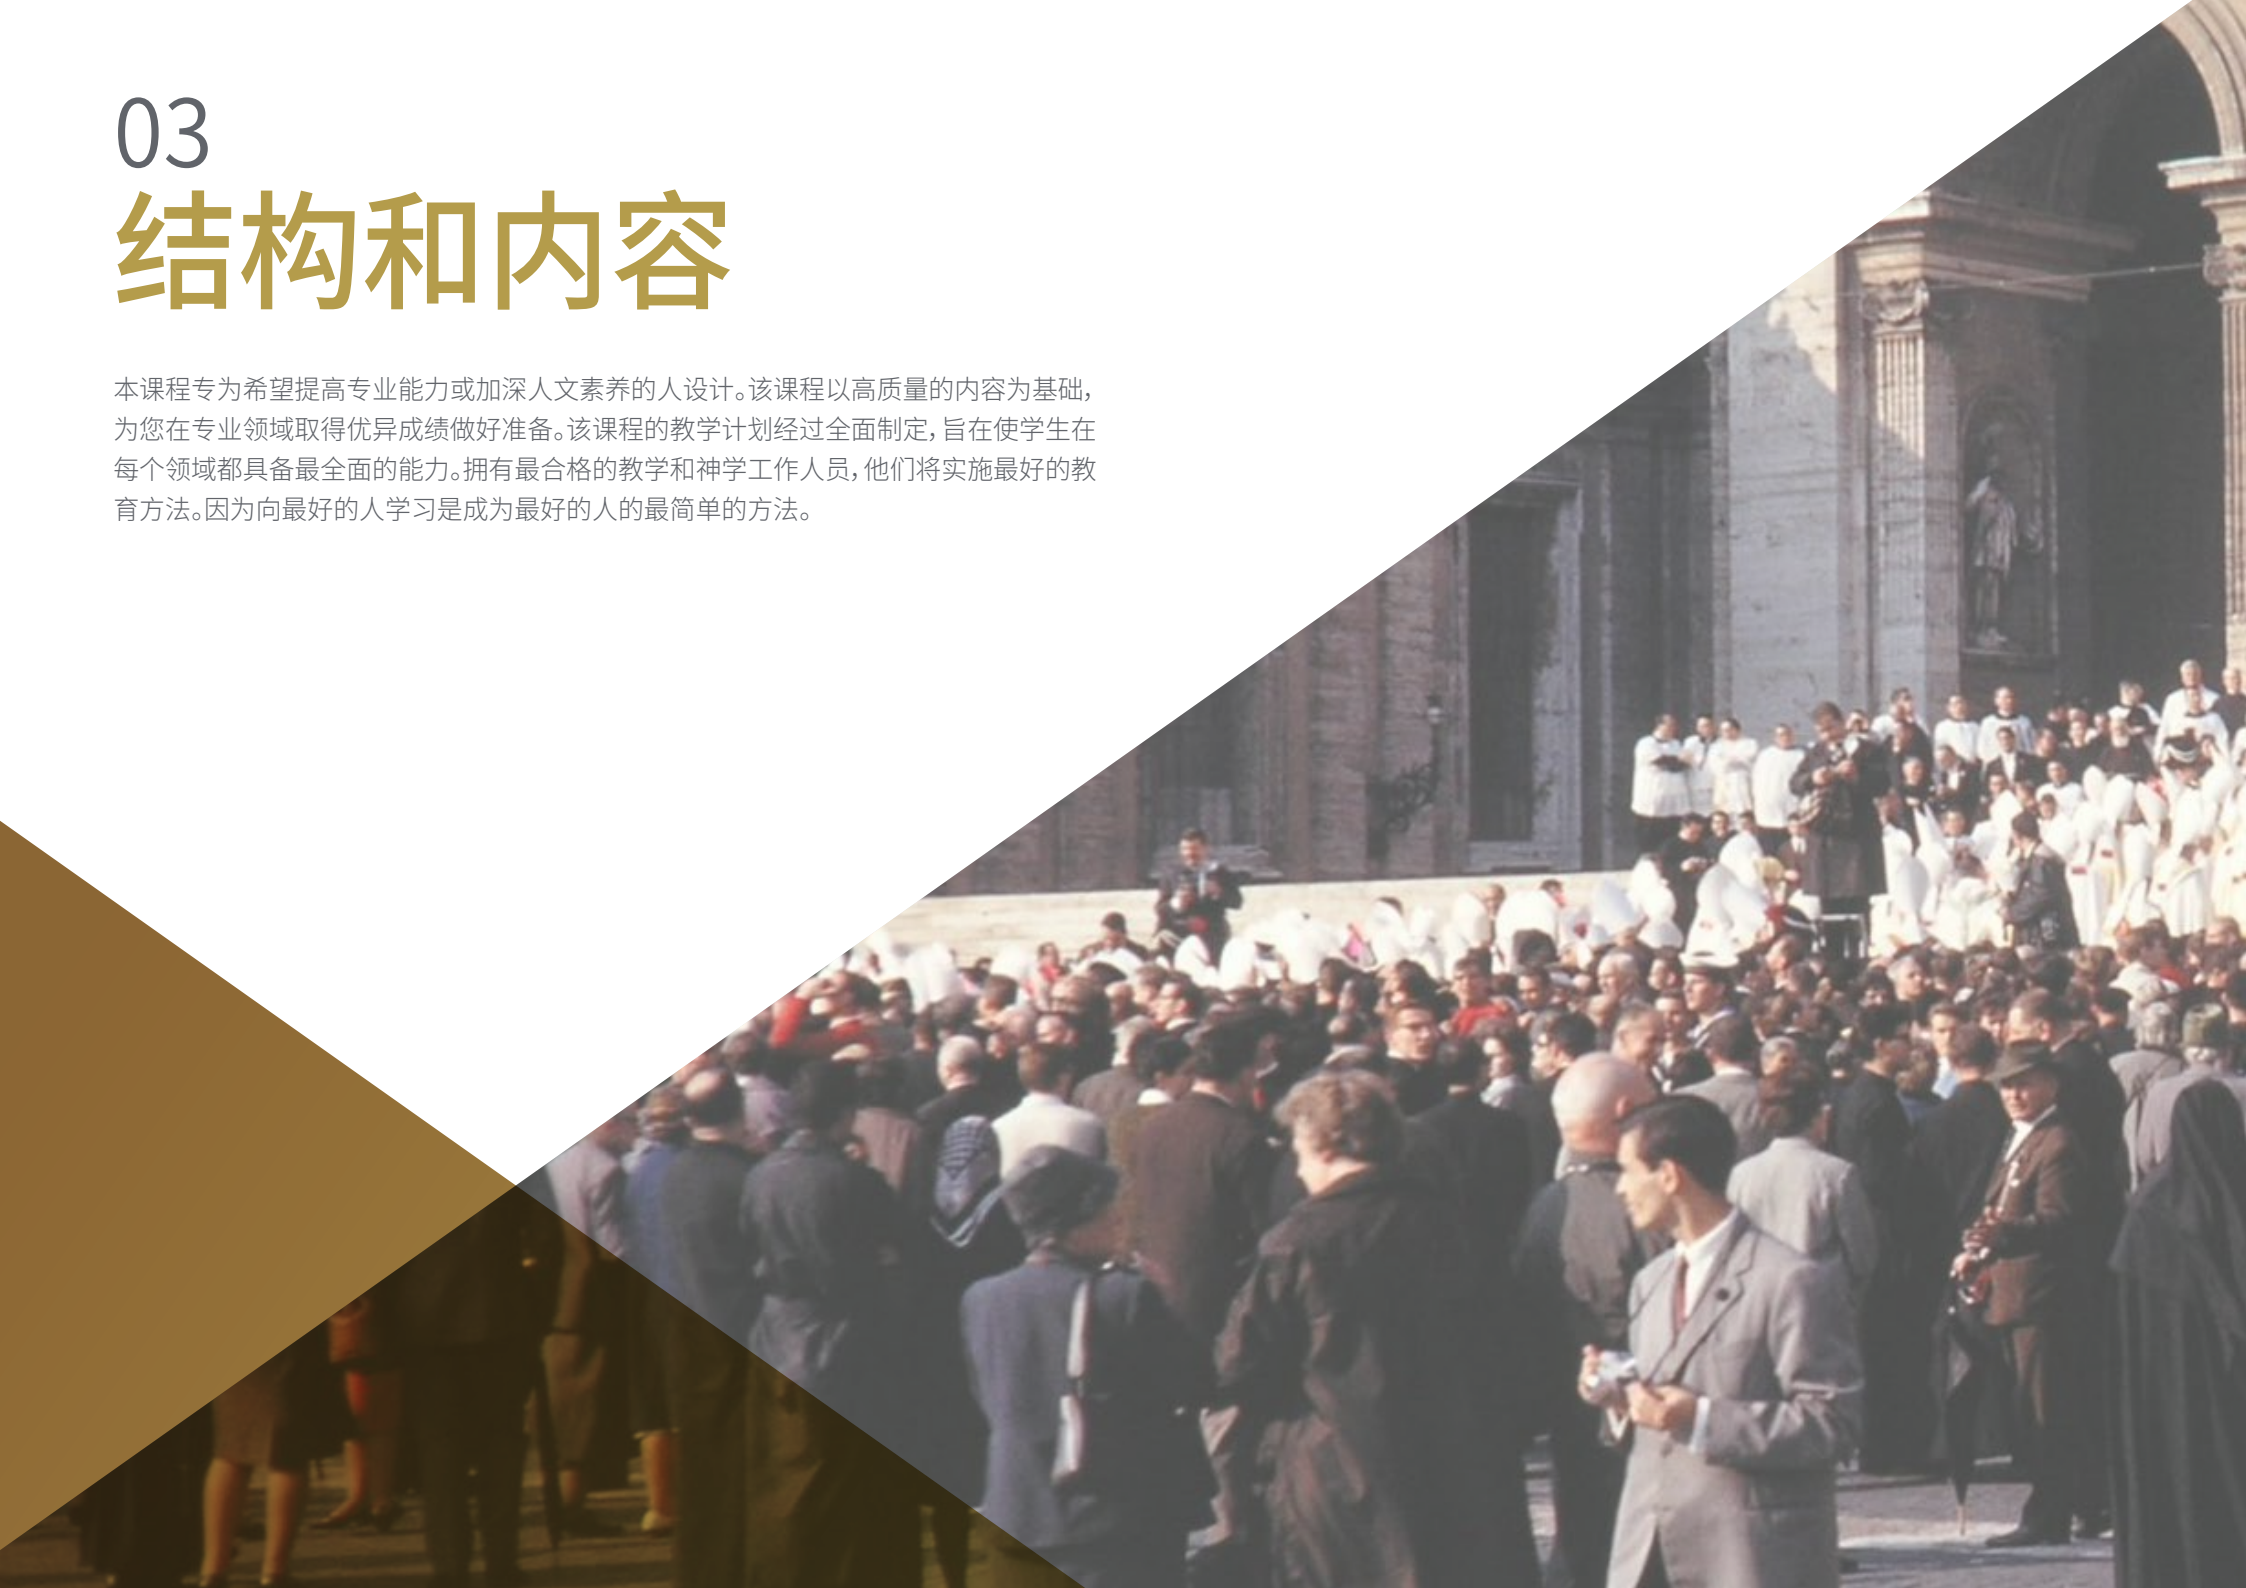 03
结构和内容
本课程专为希望提高专业能力或加深人文素养的人设计。该课程以高质量的内容为基础，
为您在专业领域取得优异成绩做好准备。该课程的教学计划经过全面制定，旨在使学生在
每个领域都具备最全面的能力。拥有最合格的教学和神学工作人员，他们将实施最好的教
育方法。因为向最好的人学习是成为最好的人的最简单的方法。